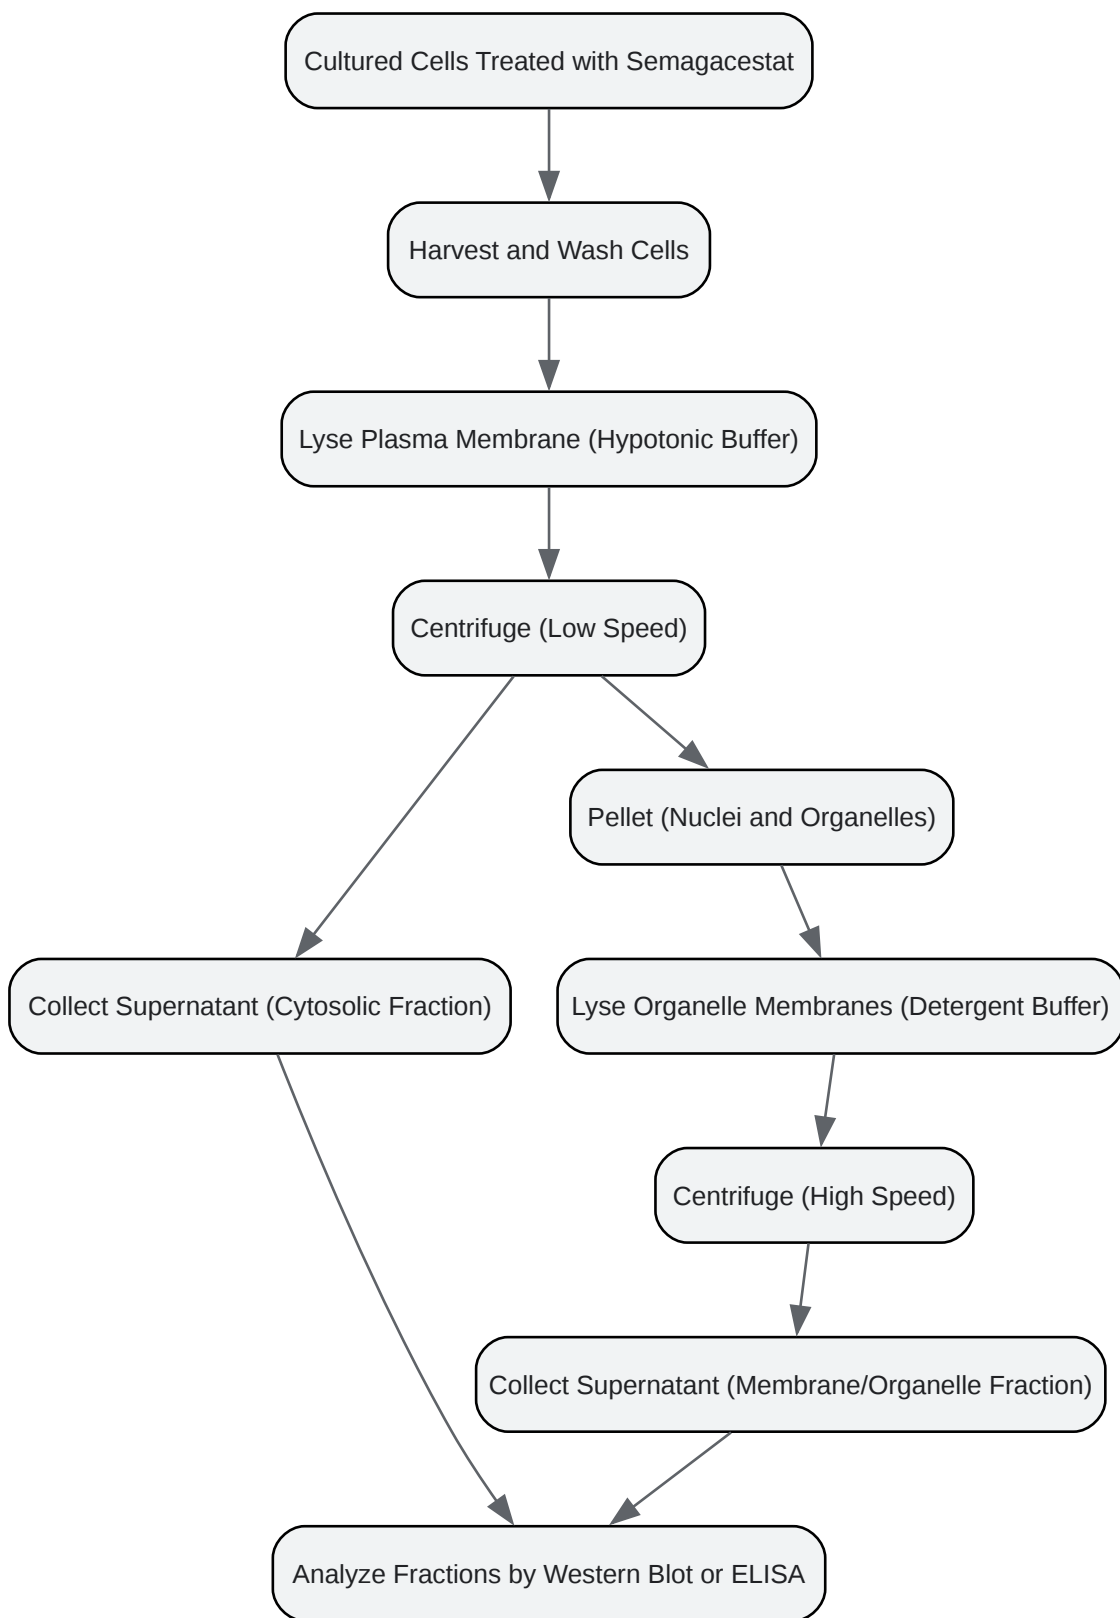 Cultured Cells Treated with Semagacestat
Harvest and Wash Cells
Lyse Plasma Membrane (Hypotonic Buffer)
Centrifuge (Low Speed)
Pellet (Nuclei and Organelles)
Collect Supernatant (Cytosolic Fraction)
Lyse Organelle Membranes (Detergent Buffer)
Centrifuge (High Speed)
Collect Supernatant (Membrane/Organelle Fraction)
Analyze Fractions by Western Blot or ELISA